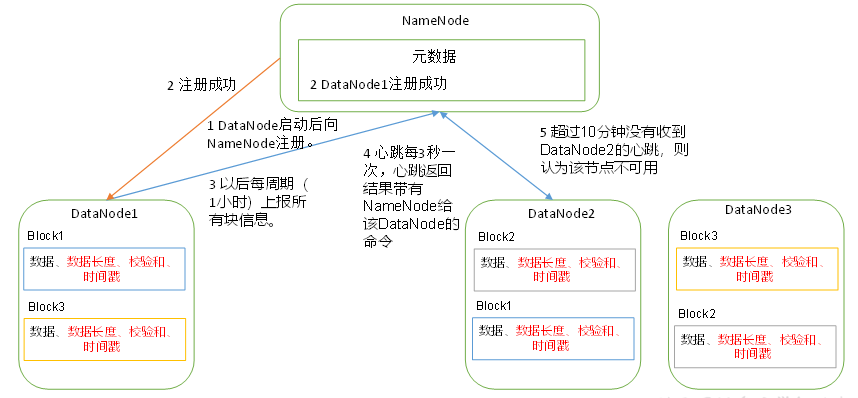 NameNode
元数据
2 DataNode1注册成功
2 注册成功
1 DataNode启动后向
NameNode注册。
3 以后每周期（
1小时）上报所
有块信息。
4 心跳每3秒一
次，心跳返回
结果带有
NameNode给
该DataNode的
命令
5 超过10分钟没有收到
DataNode2的心跳，则
认为该节点不可用
DataNode1
Block1
数据、数据长度、校验和、
时间戳
Block3
数据、数据长度、校验和、
时间戳
DataNode2
Block2
数据、数据长度、校验和、
时间戳
Block1
数据、数据长度、校验和、
时间戳
DataNode3
Block3
数据、数据长度、校验和、
时间戳
Block2
数据、数据长度、校验和、
时间戳